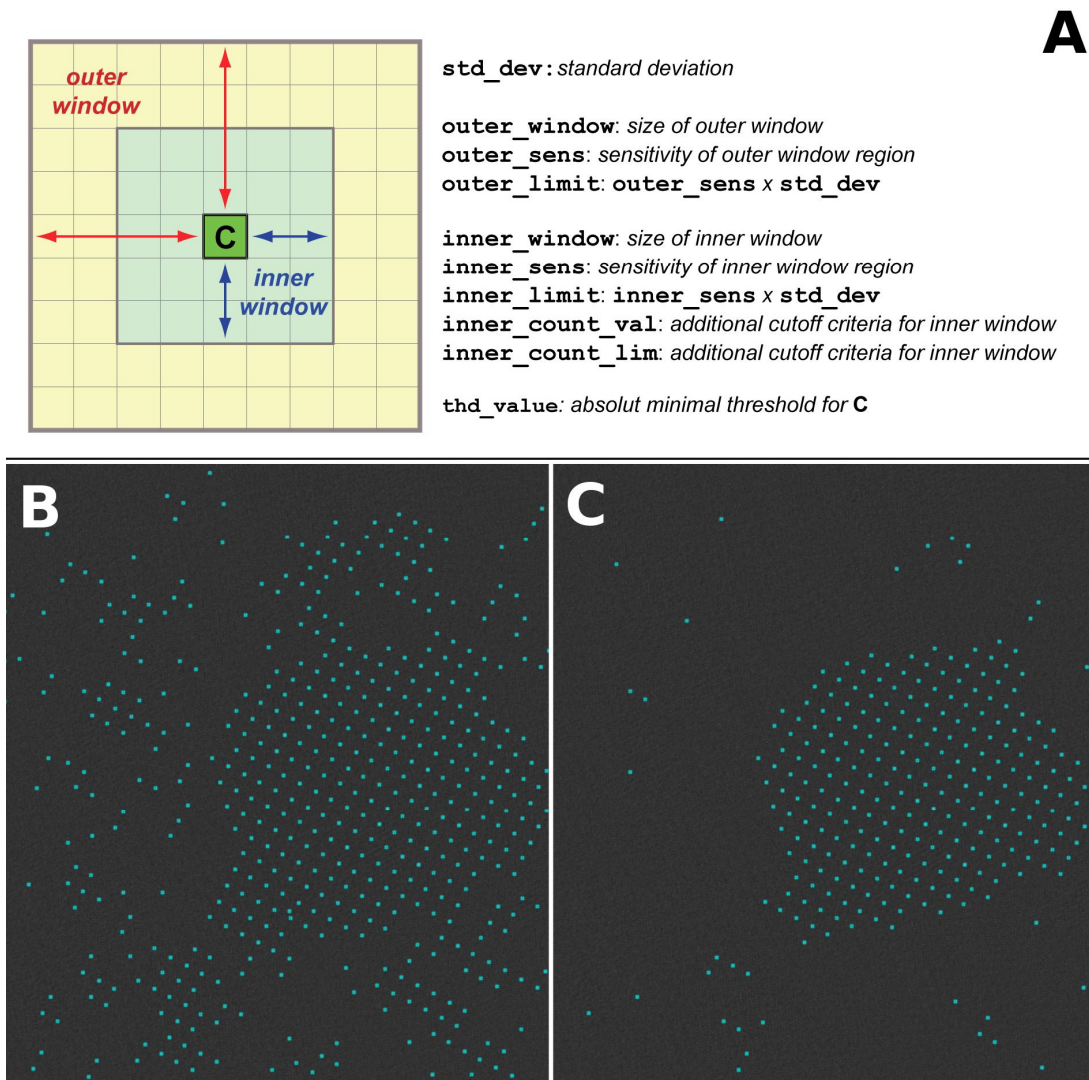 A
outer
window
C
inner
window
std_dev: standard deviation
outer_window: size of outer window
outer_sens: sensitivity of outer window region
outer_limit: outer_sens x std_dev
inner_window: size of inner window
inner_sens: sensitivity of inner window region
inner_limit: inner_sens x std_dev
inner_count_val: additional cutoff criteria for inner window
inner_count_lim: additional cutoff criteria for inner window
thd_value: absolut minimal threshold for C
B
C